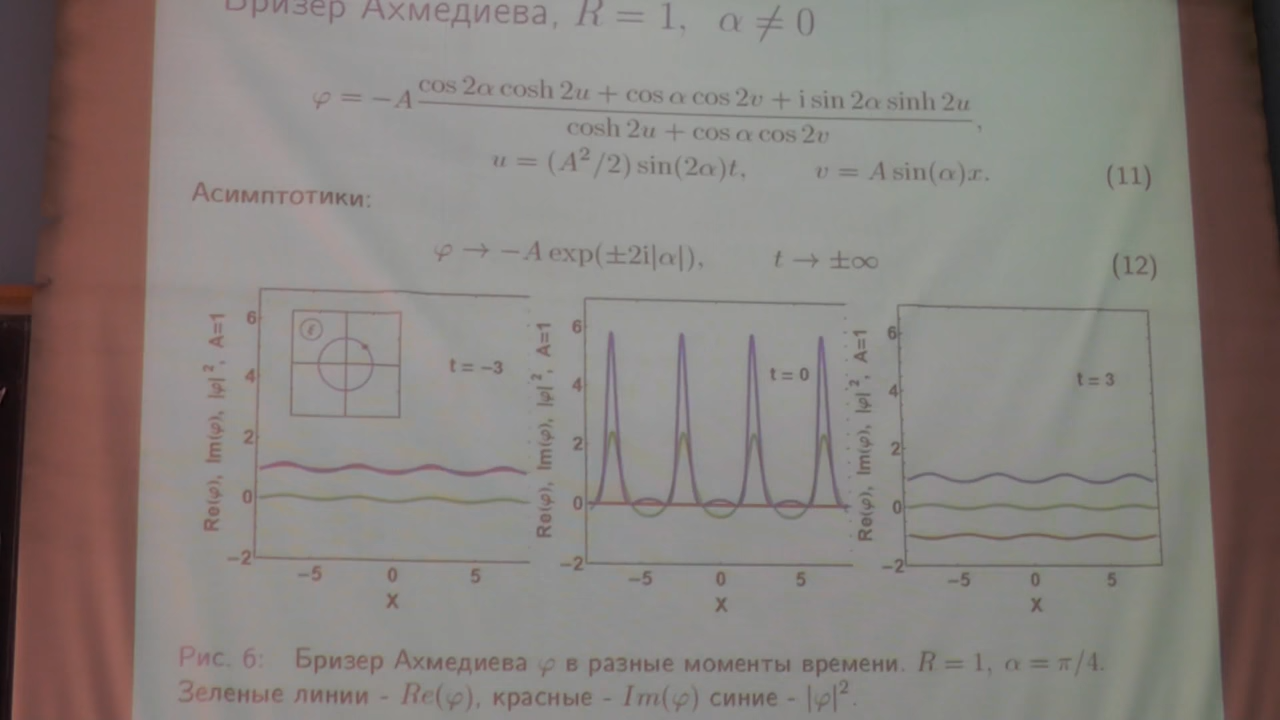 Бризер Ахмедиева, R = 1, α ≠ 0
φ = −A (cos 2α cosh 2u + cos α cos 2v + i sin 2α sinh 2u) / (cosh 2u + cos α cos 2v),
u = (A²/2) sin(2α)t, v = A sin(α)x. (11)
Асимптотики:
φ → −A exp(±2i|α|), t → ±∞ (12)
Re(φ), Im(φ), |φ|², A=1
6
4
2
0
−2
t = −3
−5 0 5
X
Re(φ), Im(φ), |φ|², A=1
6
4
2
0
−2
t = 0
−5 0 5
X
Re(φ), Im(φ), |φ|², A=1
6
4
2
0
−2
t = 3
−5 0 5
X
Рис. 6: Бризер Ахмедиева φ в разные моменты времени. R = 1, α = π/4.
Зеленые линии - Re(φ), красные - Im(φ) синие - |φ|².